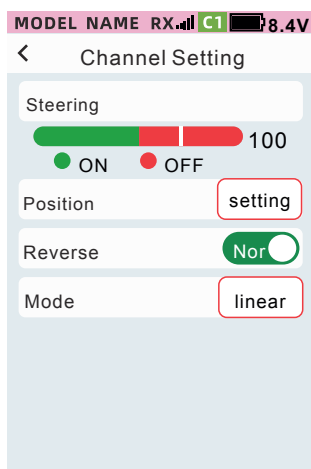 MODEL NAME RX C1 8.4V
Channel Setting
Steering
100
ON OFF
Position setting
Reverse Nor
Mode linear